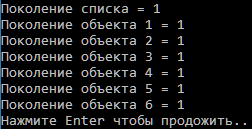 Поколение списка = 1
Поколение объекта 1 = 1
Поколение объекта 2 = 1
Поколение объекта 3 = 1
Поколение объекта 4 = 1
Поколение объекта 5 = 1
Поколение объекта 6 = 1
Нажмите Enter чтобы продожить..